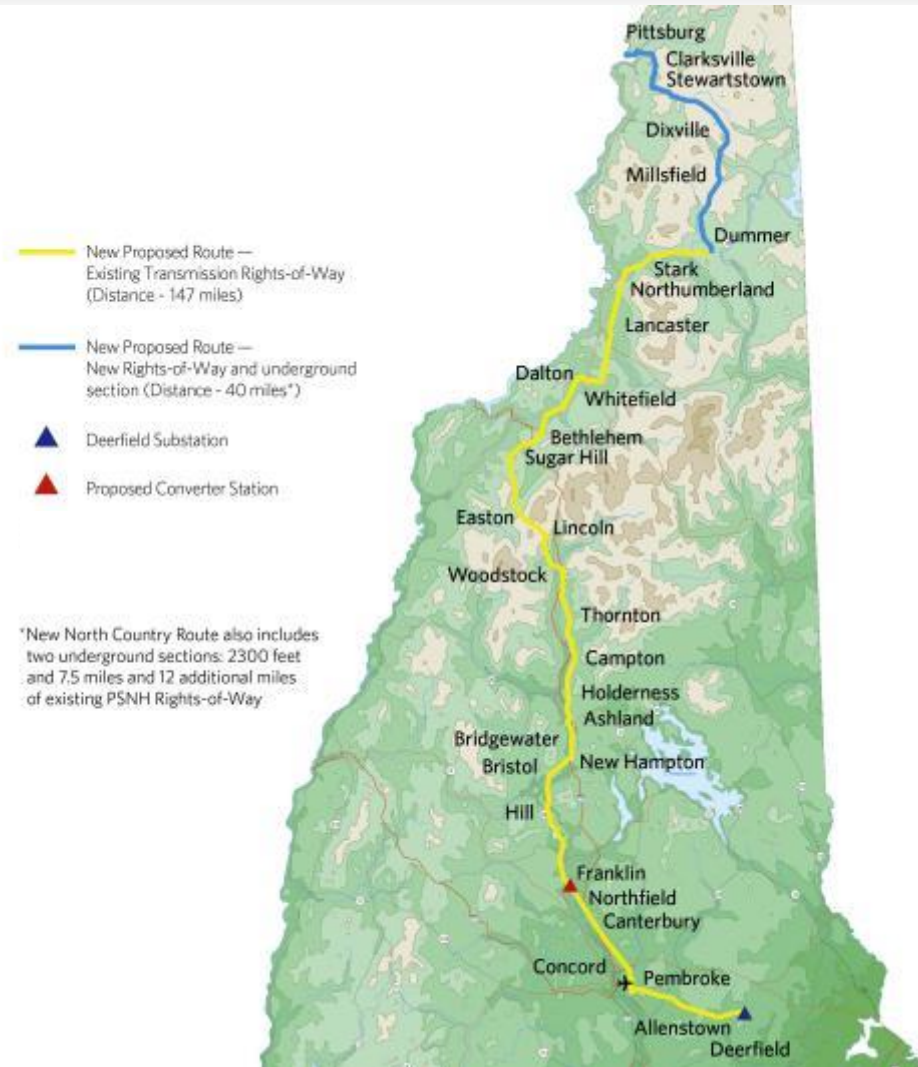 Pittsburg
Clarksville
Stewartstown
Dixville
Millsfield
Dummer
New Proposed Route —
Existing Transmission Rights-of-Way
(Distance - 147 miles)
Stark
Northumberland
Lancaster
New Proposed Route —
New Rights-of-Way and underground
section (Distance - 40 miles*)
Dalton
Whitefield
Deerfield Substation
Bethlehem
Sugar Hill
Proposed Converter Station
Easton
Lincoln
Woodstock
Thornton
*New North Country Route also includes
two underground sections: 2300 feet
and 7.5 miles and 12 additional miles
of existing PSNH Rights-of-Way
Campton
Holderness
Ashland
Bridgewater
Bristol
New Hampton
Hill
Franklin
Northfield
Canterbury
Concord
Pembroke
Allenstown
Deerfield